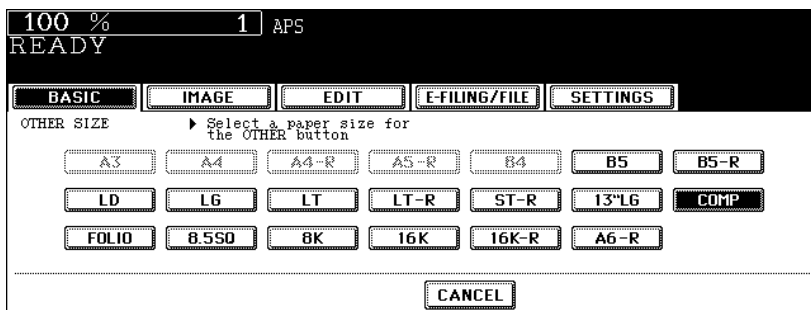 100 % 1 APS
READY
BASIC IMAGE EDIT E-FILING/FILE SETTINGS
OTHER SIZE ▶ Select a paper size for
the OTHER button
A3 A4 A4-R A5-R B4 B5 B5-R
LD LG LT LT-R ST-R 13"LG COMP
FOLIO 8.5SQ 8K 16K 16K-R A6-R
CANCEL